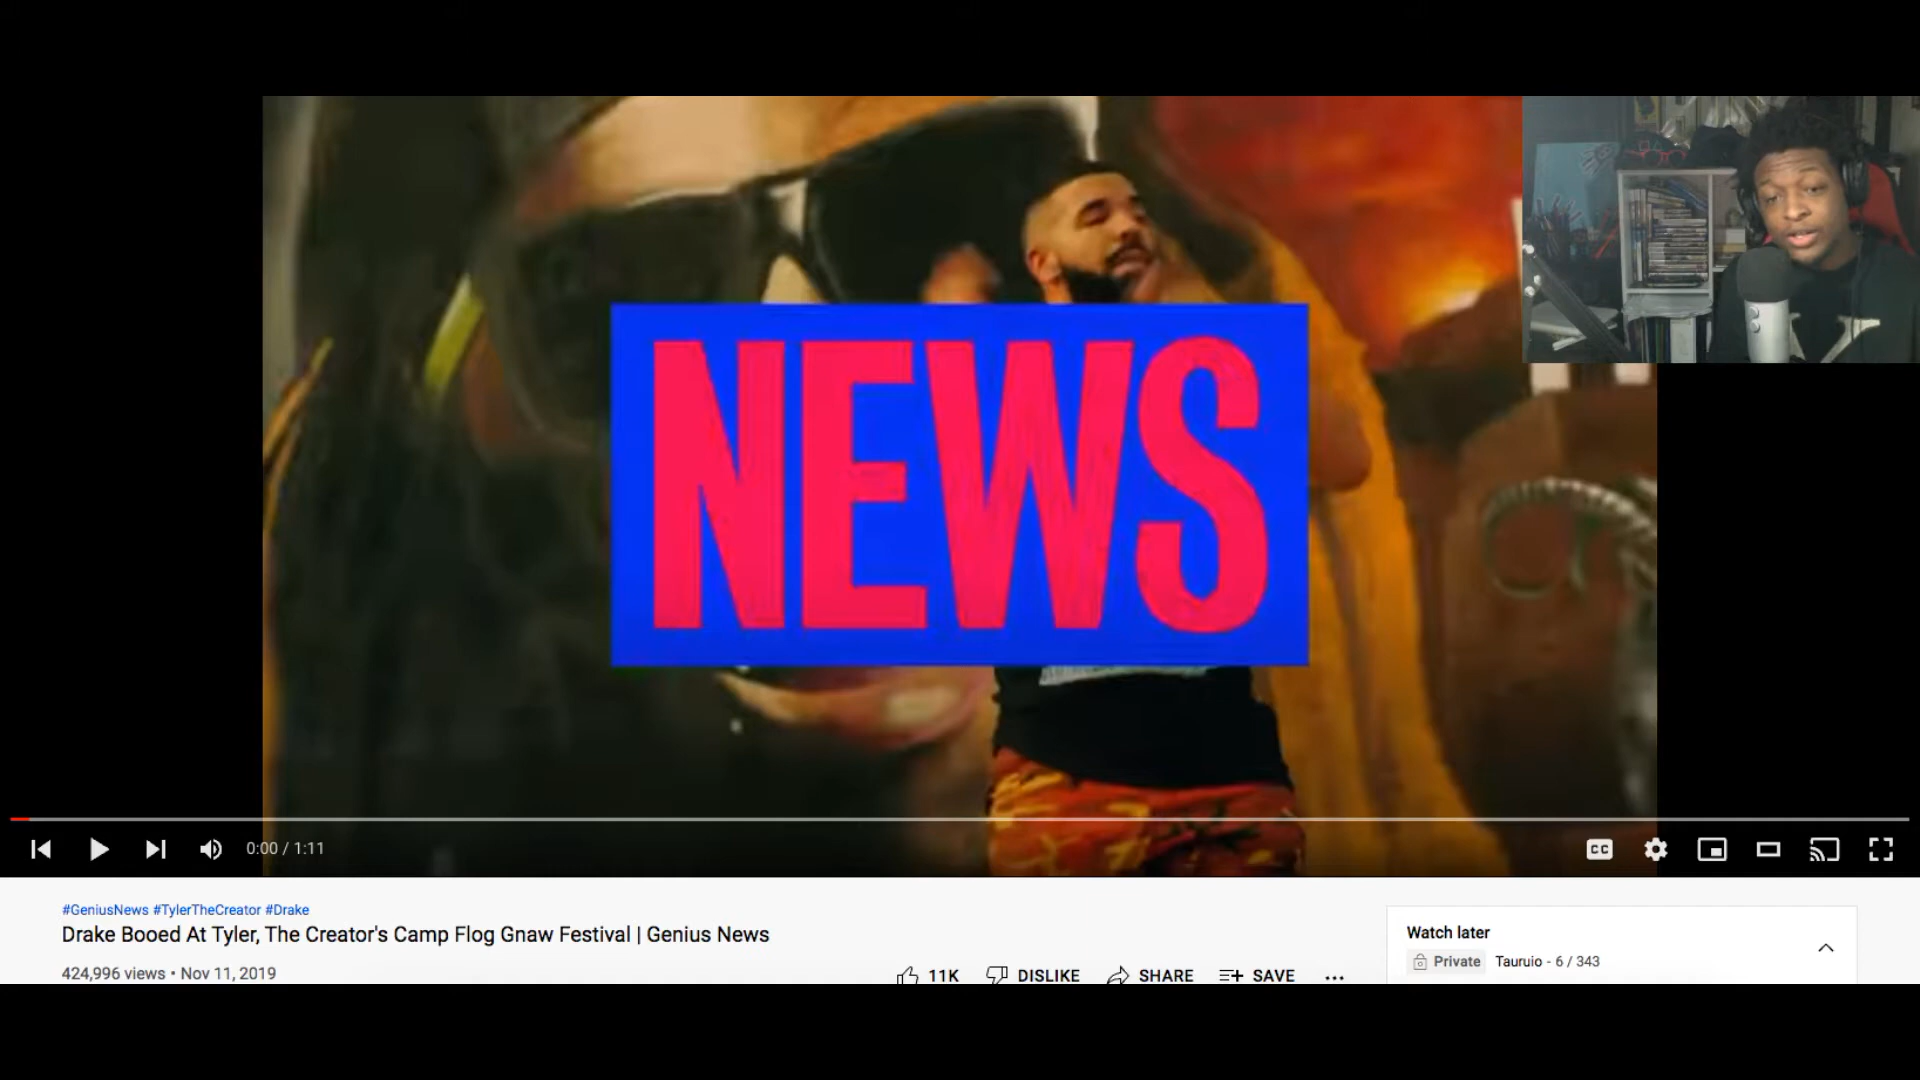 NEWS
0:00 / 1:11
CC
#GeniusNews #TylerTheCreator #Drake
Drake Booed At Tyler, The Creator's Camp Flog Gnaw Festival | Genius News
424,996 views • Nov 11, 2019
11K
DISLIKE
SHARE
SAVE
Watch later
Private
Tauruio - 6 / 343